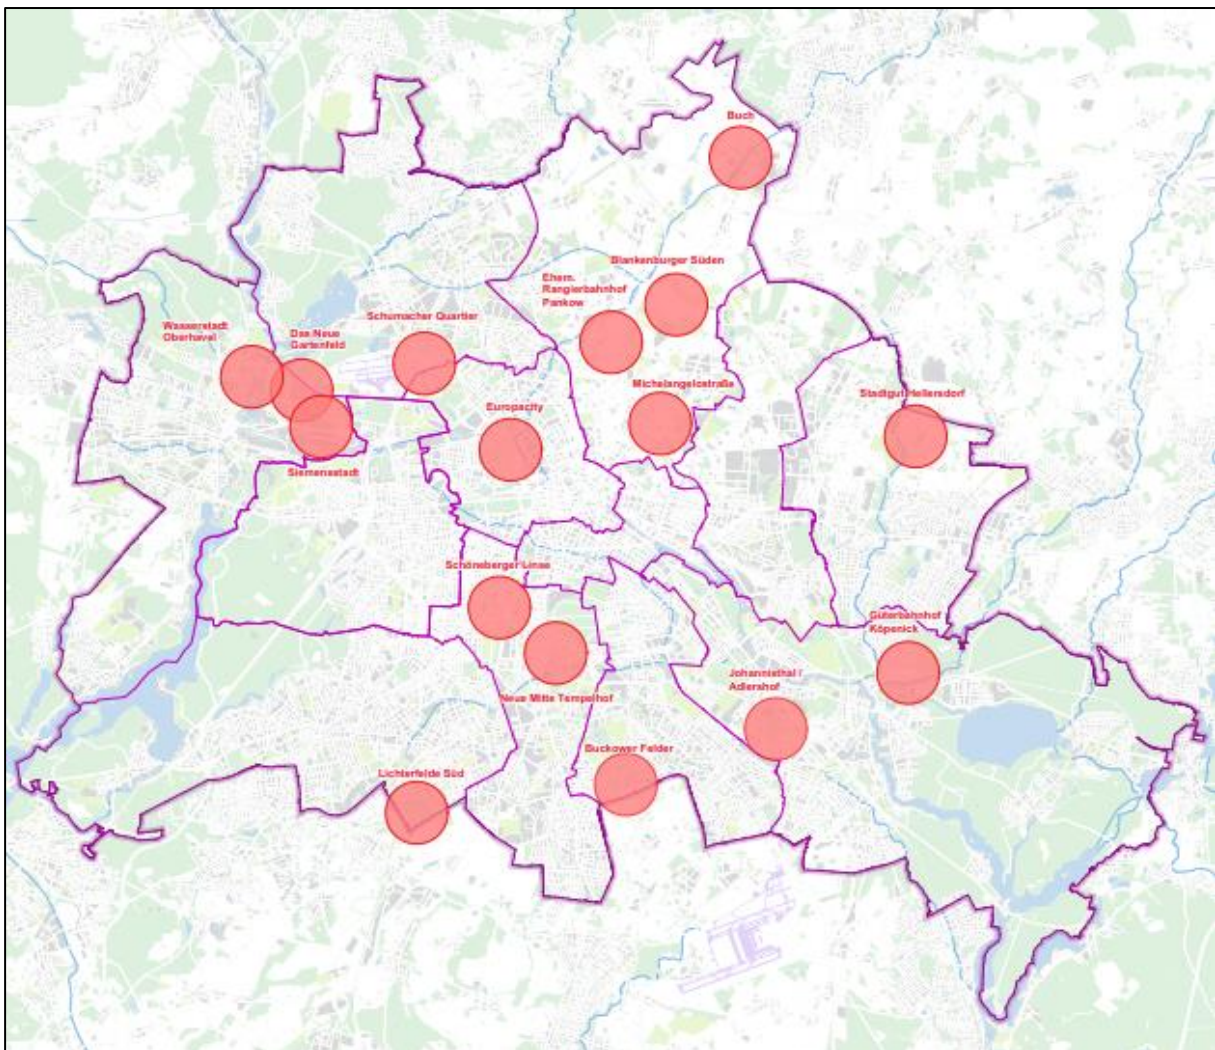 Buch
Blankenburger Süden
Ehem.
Rangierbahnhof
Pankow
Schumacher Quartier
Wasserstadt
Oberhavel
Das Neue
Gartenfeld
Michelangelostraße
Stadtgut Hellersdorf
Europacity
Siemensstadt
Schöneberger Linse
Güterbahnhof
Köpenick
Johannisthal /
Adlershof
Neue Mitte Tempelhof
Buckower Felder
Lichterfelde Süd